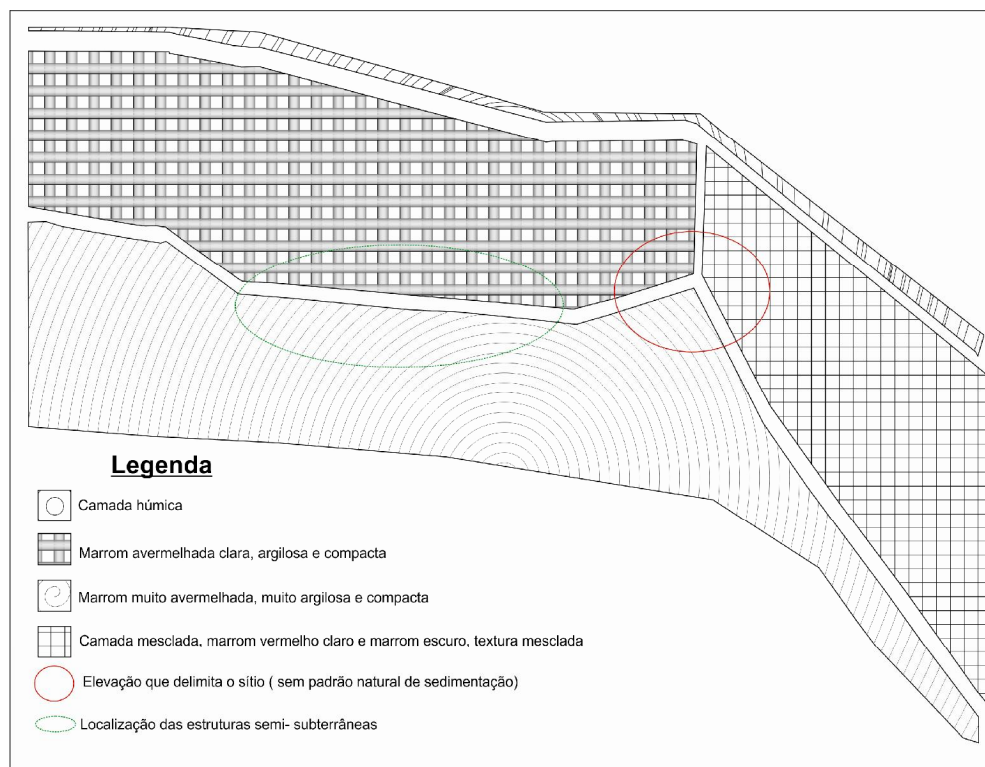 Legenda
Camada húmica
Marrom avermelhada clara, argilosa e compacta
Marrom muito avermelhada, muito argilosa e compacta
Camada mesclada, marrom vermelho claro e marrom escuro, textura mesclada
Elevação que delimita o sítio ( sem padrão natural de sedimentação)
Localização das estruturas semi- subterrâneas